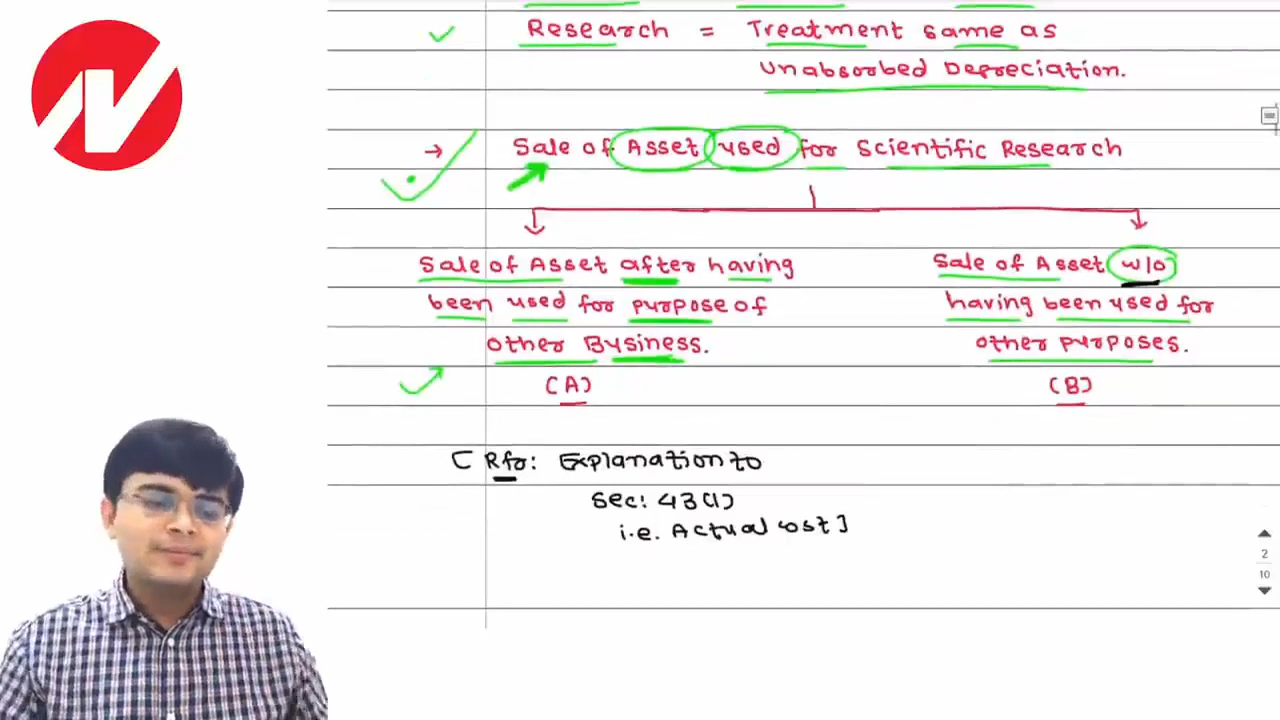 Research = Treatment same as
Unabsorbed Depreciation.
→ Sale of Asset used for Scientific Research
Sale of Asset after having
been used for purpose of
other Business.
(A)
Sale of Asset w/o
having been used for
other purposes.
(B)
[ Rfr: Explanation to
Sec: 43(1)
i.e. Actual cost ]
2
10